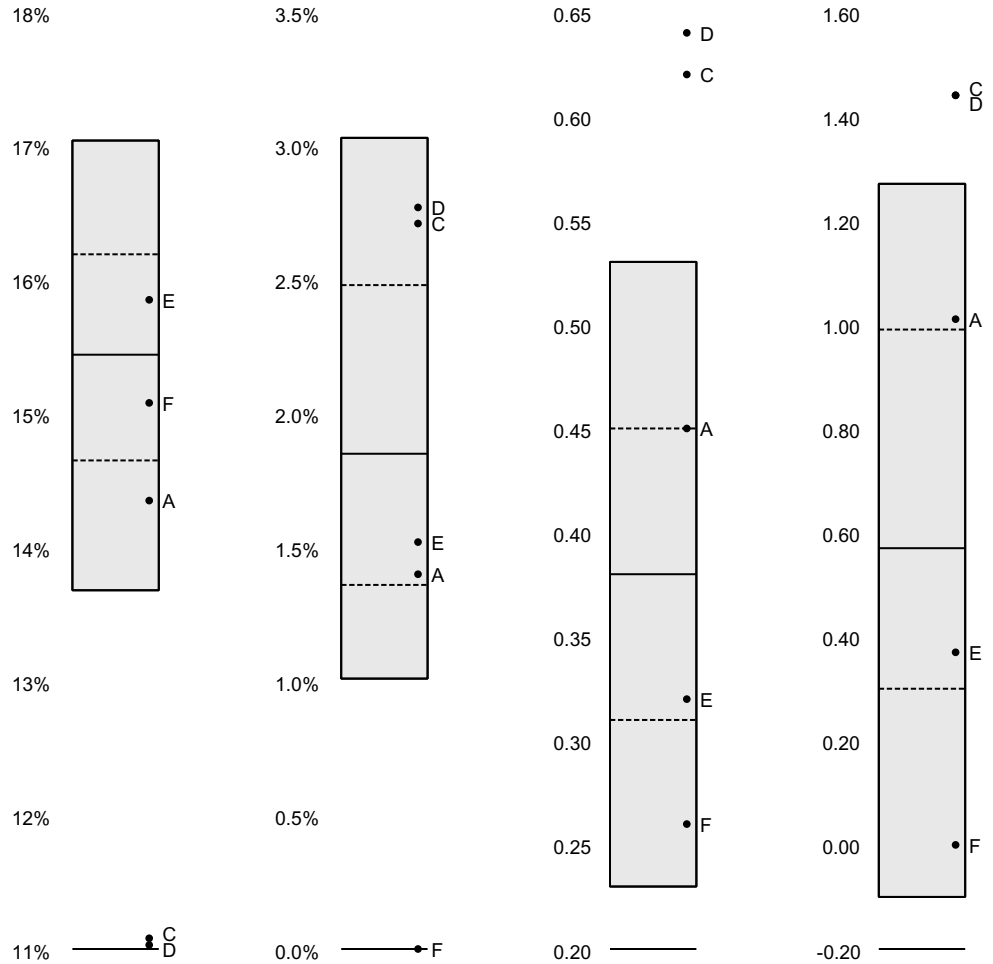 18% 3.5% 0.65 1.60
D
C
C
D
17% 3.0% 0.60 1.40
D
C
0.55 1.20
16% 2.5%
E
0.50 1.00
A
15% 2.0% 0.45 0.80
F
A
A
14% 1.5% 0.40 0.60
E
A
0.35 0.40
E
13% 1.0%
E
0.30 0.20
12% 0.5%
F
0.25 0.00
F
C
D
11% 0.0% 0.20 -0.20
F